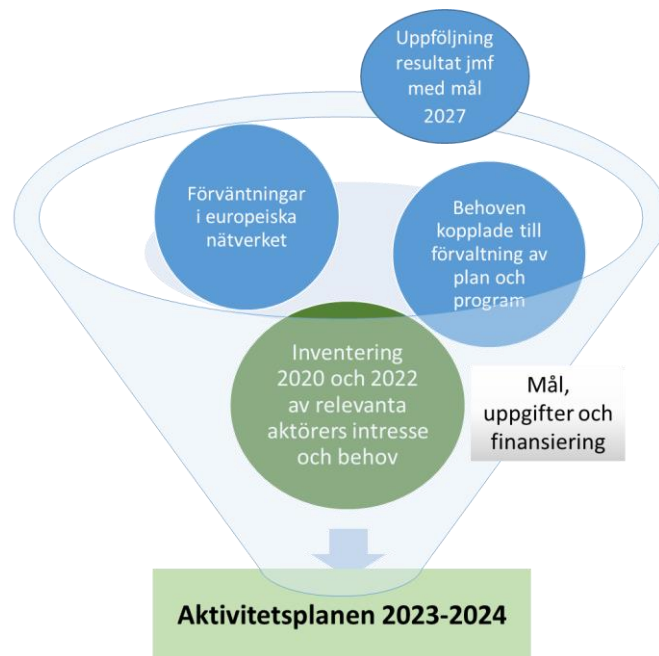 Uppföljning
resultat jmf
med mål
2027
Förväntningar
i europeiska
nätverket
Behoven
kopplade till
förvaltning av
plan och
program
Inventering
2020 och 2022
av relevanta
aktörers intresse
och behov
Mål,
uppgifter och
finansiering
Aktivitetsplanen 2023-2024